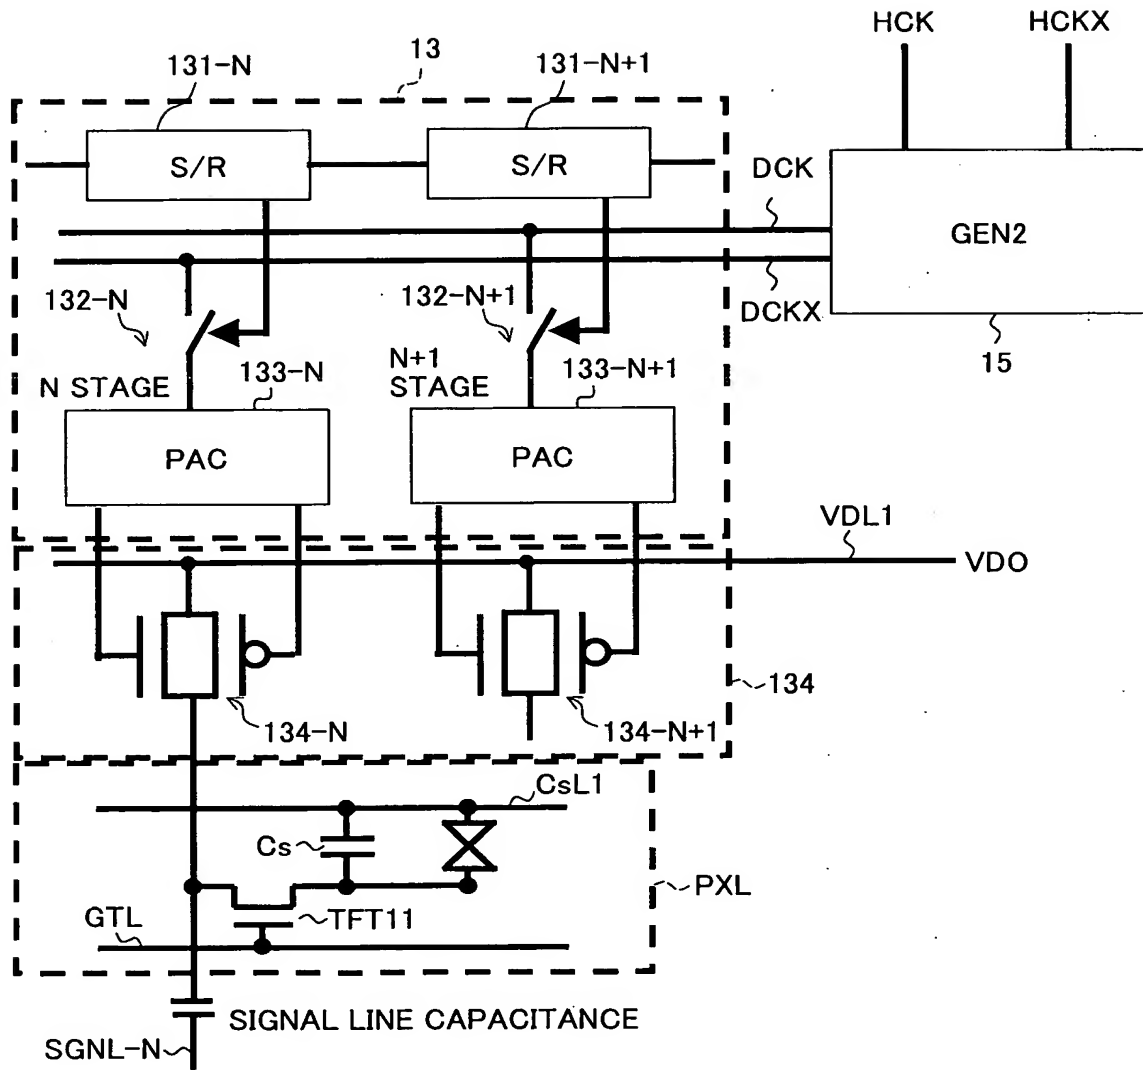 HCK
HCKX
13
131-N
131-N+1
S/R
S/R
DCK
GEN2
DCKX
132-N
132-N+1
15
N STAGE
133-N
N+1
STAGE
133-N+1
PAC
PAC
VDL1
VDO
134
134-N
134-N+1
CsL1
Cs
PXL
TFT11
GTL
SIGNAL LINE CAPACITANCE
SGNL-N